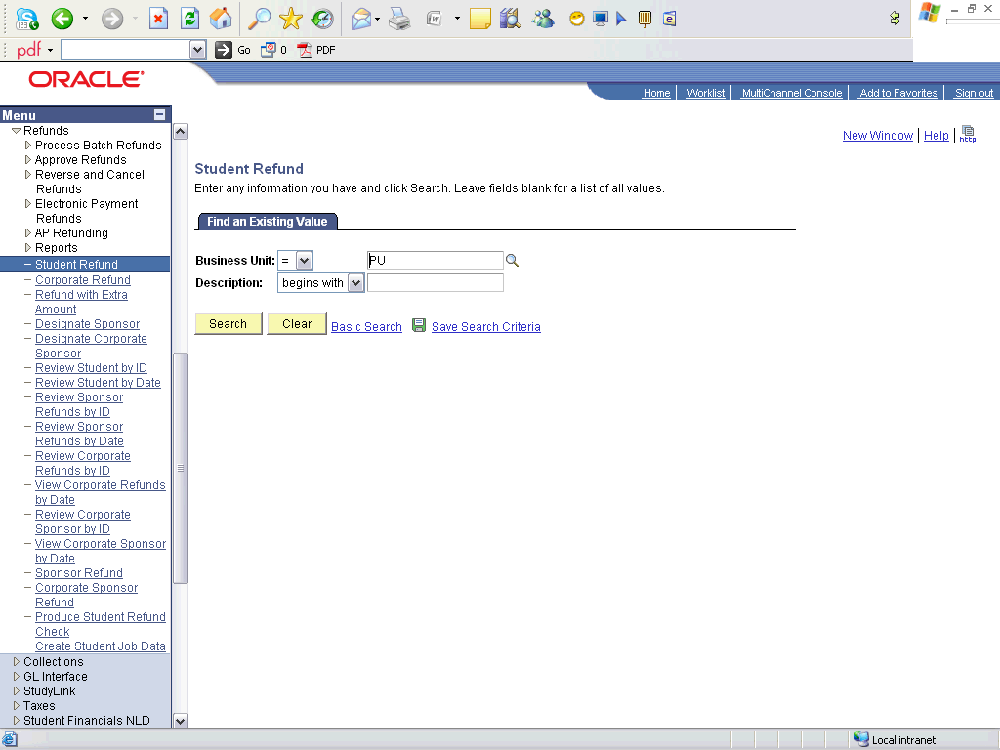 pdf
Go
0
PDF
ORACLE
Home
Worklist
MultiChannel Console
Add to Favorites
Sign out
Menu
Refunds
Process Batch Refunds
Approve Refunds
Reverse and Cancel
Refunds
Electronic Payment
Refunds
AP Refunding
Reports
– Student Refund
– Corporate Refund
– Refund with Extra
Amount
– Designate Sponsor
– Designate Corporate
Sponsor
– Review Student by ID
– Review Student by Date
– Review Sponsor
Refunds by ID
– Review Sponsor
Refunds by Date
– Review Corporate
Refunds by ID
– View Corporate Refunds
by Date
– Review Corporate
Sponsor by ID
– View Corporate Sponsor
by Date
– Sponsor Refund
– Corporate Sponsor
Refund
– Produce Student Refund
Check
– Create Student Job Data
Collections
GL Interface
StudyLink
Taxes
Student Financials NLD
New Window | Help |
http
Student Refund
Enter any information you have and click Search. Leave fields blank for a list of all values.
Find an Existing Value
Business Unit: = PU
Description: begins with
Search Clear Basic Search Save Search Criteria
Local intranet